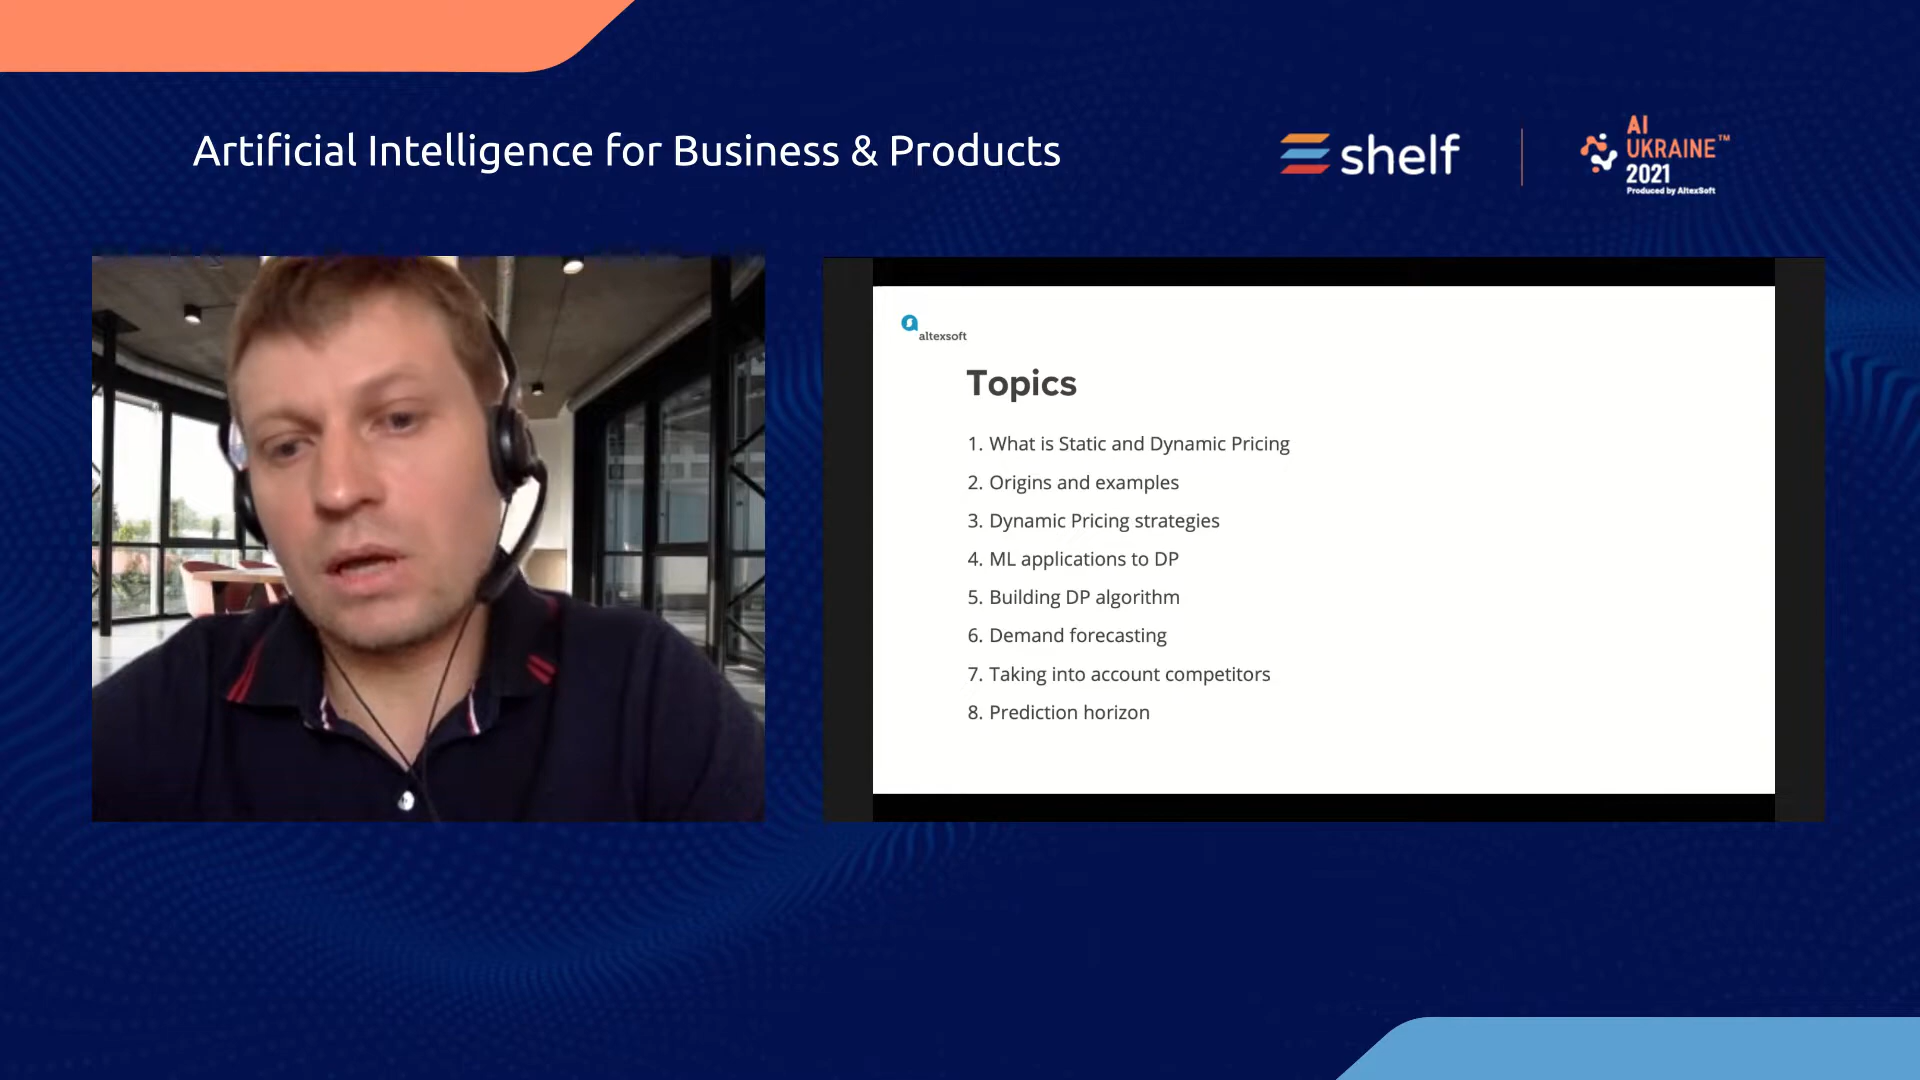 Artificial Intelligence for Business & Products
shelf
AI
UKRAINE™
2021
Produced by AltexSoft
altexsoft
Topics
1. What is Static and Dynamic Pricing
2. Origins and examples
3. Dynamic Pricing strategies
4. ML applications to DP
5. Building DP algorithm
6. Demand forecasting
7. Taking into account competitors
8. Prediction horizon